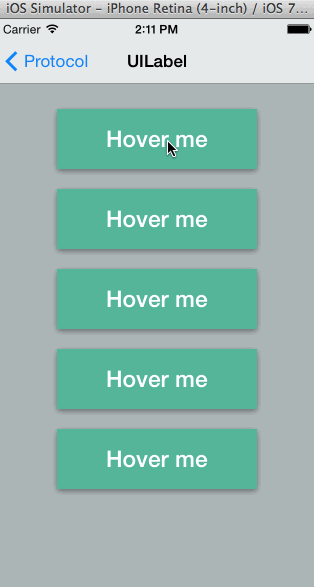 iOS Simulator – iPhone Retina (4-inch) / iOS 7...
Carrier 2:11 PM
Protocol UILabel
Hover me
Hover me
Hover me
Hover me
Hover me